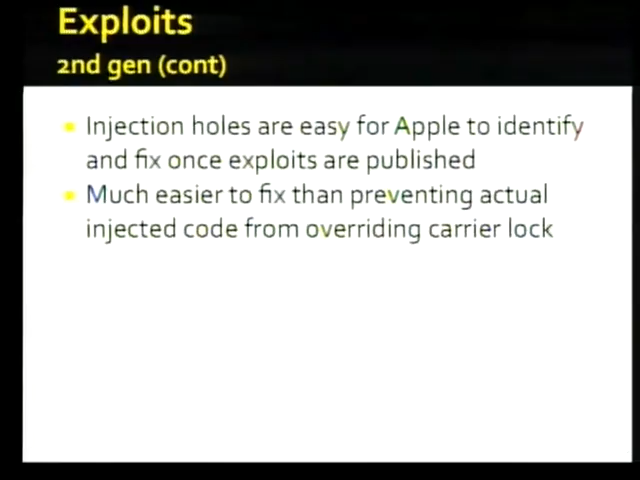 Exploits
2nd gen (cont)
Injection holes are easy for Apple to identify
and fix once exploits are published
Much easier to fix than preventing actual
injected code from overriding carrier lock